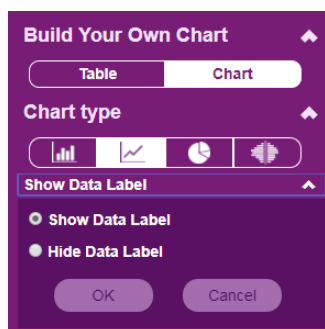 Build Your Own Chart
Table Chart
Chart type
Show Data Label
Show Data Label
Hide Data Label
OK Cancel